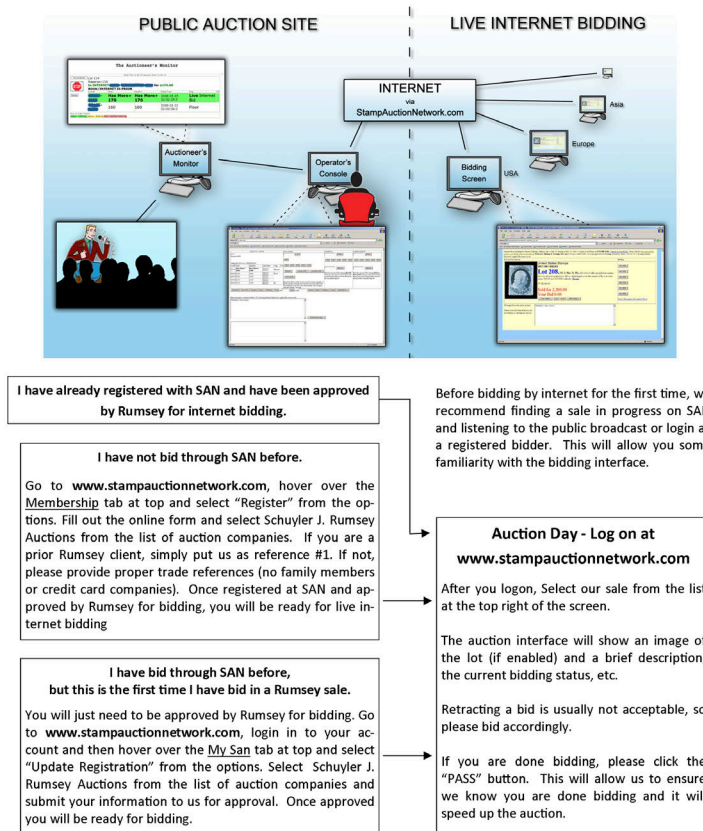 PUBLIC AUCTION SITE
LIVE INTERNET BIDDING
The Auctioneer's Monitor
INTERNET
via
StampAuctionNetwork.com
Asia
Europe
USA
Auctioneer's
Monitor
Operator's
Console
Bidding
Screen
Lot 208
I have already registered with SAN and have been approved
by Rumsey for internet bidding.
I have not bid through SAN before.
Go to www.stampauctionnetwork.com, hover over the
Membership tab at top and select “Register” from the op-
tions. Fill out the online form and select Schuyler J. Rumsey
Auctions from the list of auction companies. If you are a
prior Rumsey client, simply put us as reference #1. If not,
please provide proper trade references (no family members
or credit card companies). Once registered at SAN and ap-
proved by Rumsey for bidding, you will be ready for live in-
ternet bidding
I have bid through SAN before,
but this is the first time I have bid in a Rumsey sale.
You will just need to be approved by Rumsey for bidding. Go
to www.stampauctionnetwork.com, login in to your ac-
count and then hover over the My San tab at top and select
“Update Registration” from the options. Select Schuyler J.
Rumsey Auctions from the list of auction companies and
submit your information to us for approval. Once approved
you will be ready for bidding.
Before bidding by internet for the first time, w
recommend finding a sale in progress on SA
and listening to the public broadcast or login a
a registered bidder. This will allow you som
familiarity with the bidding interface.
Auction Day - Log on at
www.stampauctionnetwork.com
After you logon, Select our sale from the list
at the top right of the screen.
The auction interface will show an image of
the lot (if enabled) and a brief description,
the current bidding status, etc.
Retracting a bid is usually not acceptable, so
please bid accordingly.
If you are done bidding, please click the
“PASS” button. This will allow us to ensure
we know you are done bidding and it will
speed up the auction.